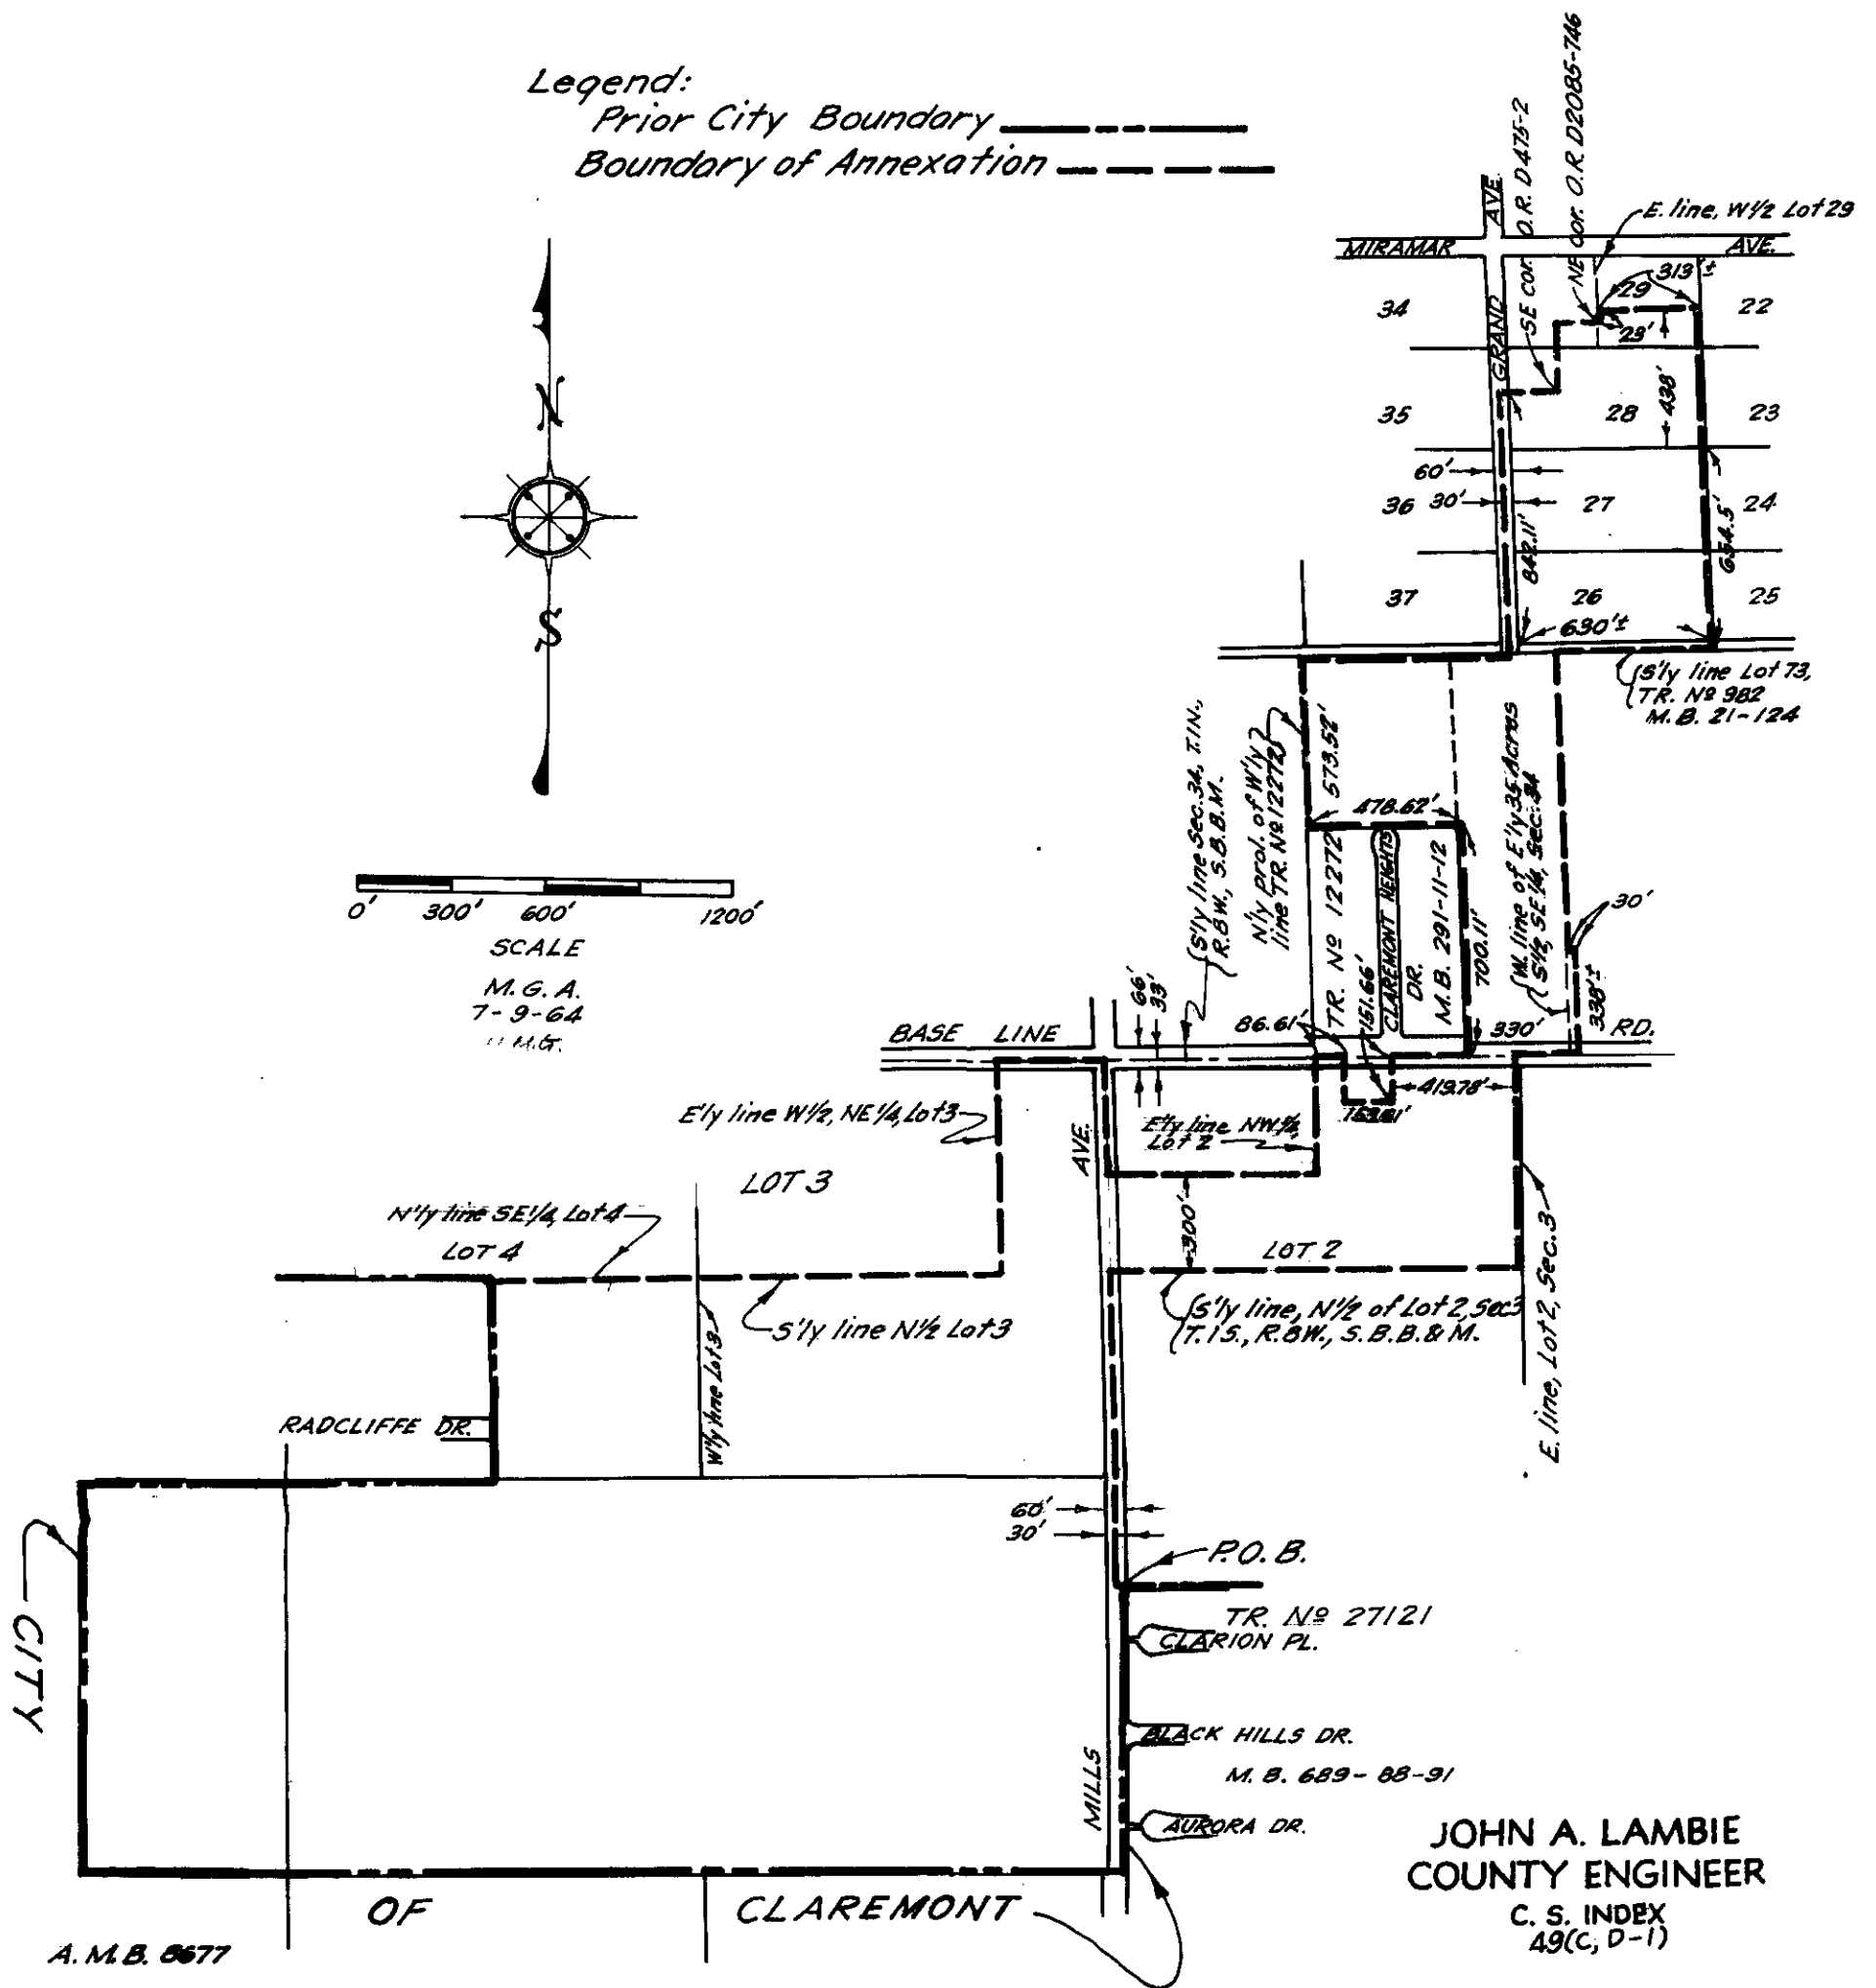 Legend:
Prior City Boundary
Boundary of Annexation
N
S
0' 300' 600' 1200'
SCALE
M. G. A.
7-9-64
MIRAMAR AVE.
GRAND AVE.
SE cor. O.R. D475-2
NE cor. O.R. D2085-746
E. line, W½ Lot 29
313'±
29
23'
34
22
35
28
438'
23
60'
36
30'
27
24
842.11'
654.5'
37
26
25
630'±
S'ly line Lot 73,
TR. Nº 982
M. B. 21-124
S'ly line Sec. 34, T.1N.,
R.8W., S.B.B.M.
N'ly prol. of W'ly
line TR. Nº 12272
573.52'
478.62'
TR. Nº 12272
151.66'
CLAREMONT HEIGHTS
DR.
M. B. 291-11-12
700.11'
W. line of E'ly 35 Acres
S½, SE¼, Sec. 34
30'
338'±
66'
33'
86.61'
330'
BASE LINE RD.
419.78'
E'ly line W½, NE¼, Lot 3
E'ly line NW¼
Lot 2
AVE.
LOT 3
N'ly line SE¼, Lot 4
LOT 4
300'
LOT 2
S'ly line N½ Lot 3
S'ly line, N½ of Lot 2, Sec 3
T.1S., R.8W., S.B.B.& M.
E. line, Lot 2, Sec. 3
W'ly line Lot 3
RADCLIFFE DR.
60'
30'
P.O.B.
TR. Nº 27121
CLARION PL.
BLACK HILLS DR.
M. B. 689-88-91
MILLS
AURORA DR.
CITY
OF
CLAREMONT
JOHN A. LAMBIE
COUNTY ENGINEER
C. S. INDEX
49(C, D-1)
A. M. B. 8677